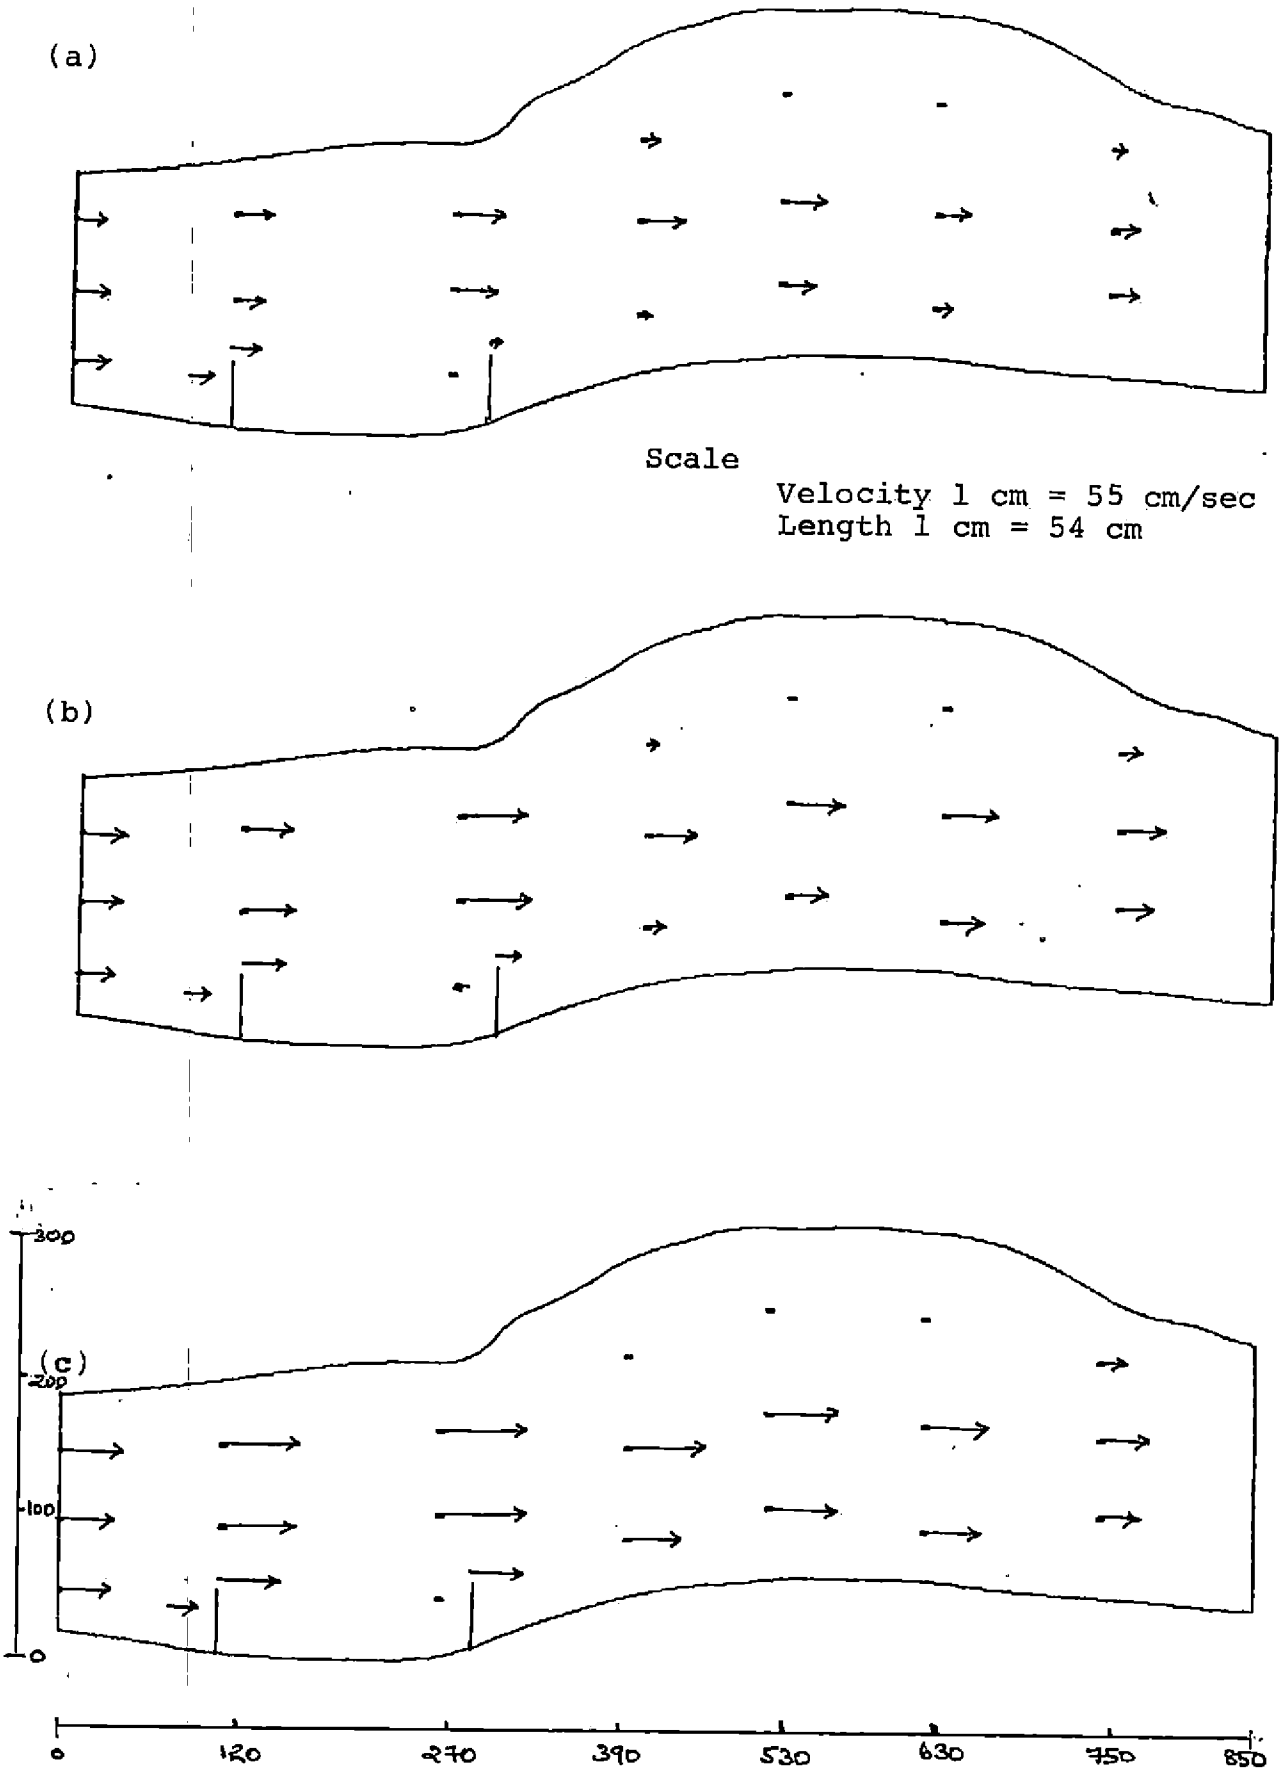 (a)
Scale
Velocity 1 cm = 55 cm/sec
Length 1 cm = 54 cm
(b)
300
(c)
200
100
0
0 120 270 390 530 630 750 850